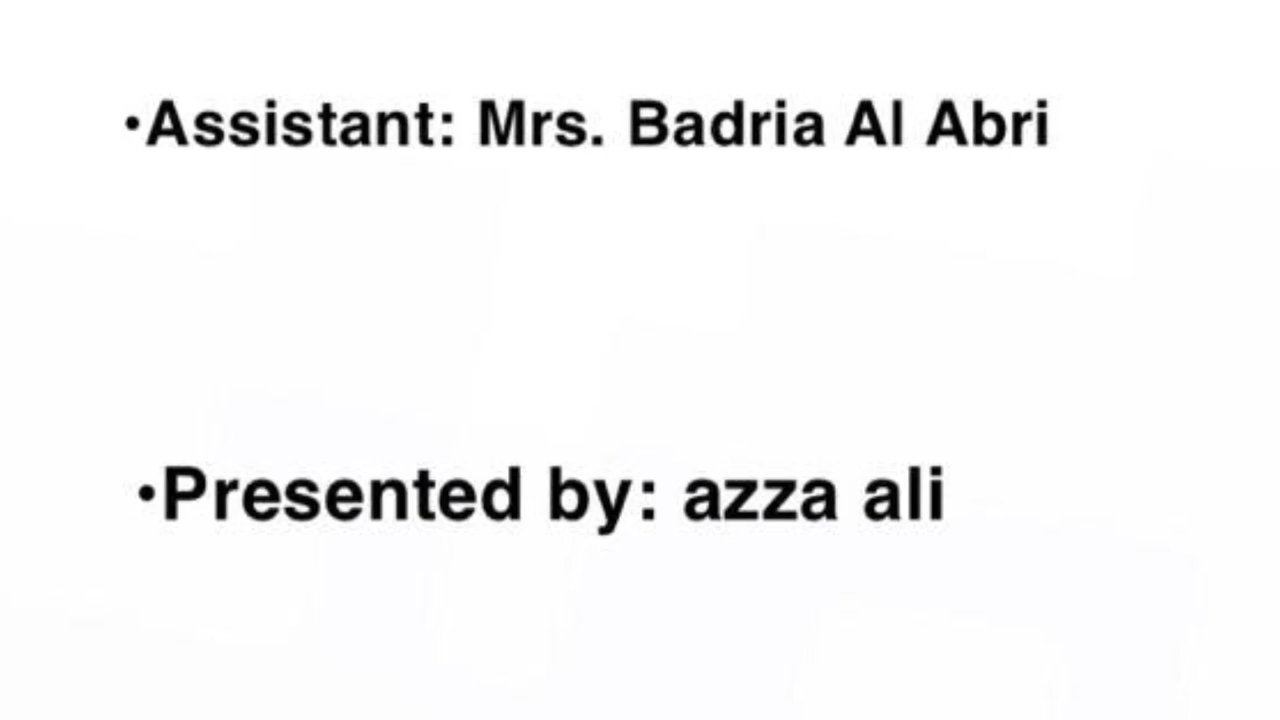 •Assistant: Mrs. Badria Al Abri
•Presented by: azza ali